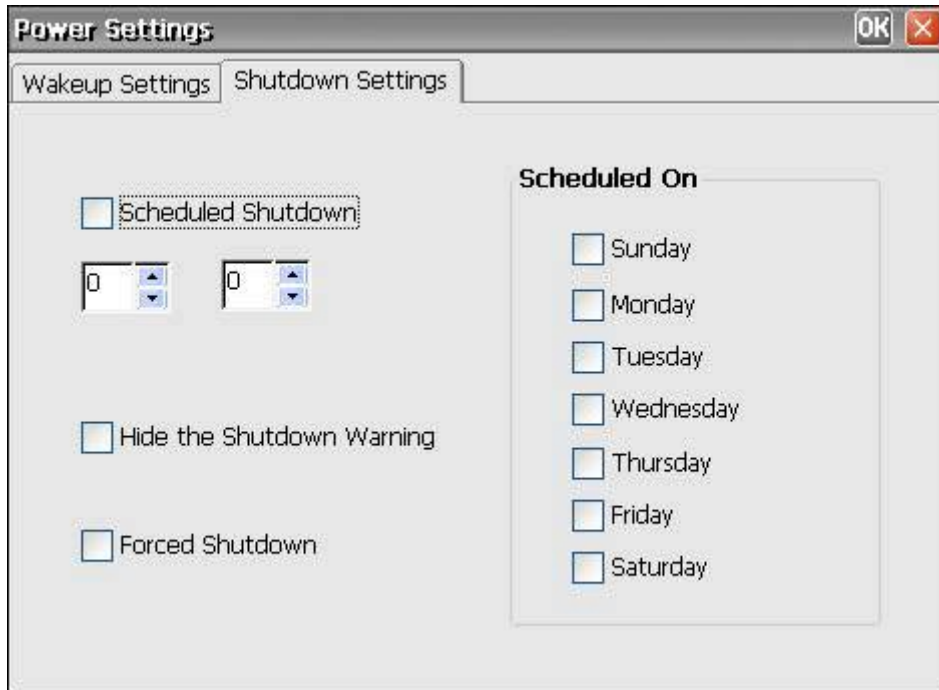 Power Settings OK
Wakeup Settings Shutdown Settings
Scheduled Shutdown
0 0
Hide the Shutdown Warning
Forced Shutdown
Scheduled On
Sunday
Monday
Tuesday
Wednesday
Thursday
Friday
Saturday